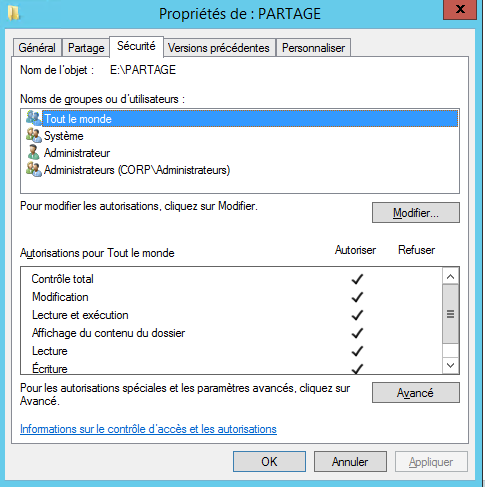 Propriétés de : PARTAGE
x
Général Partage Sécurité Versions précédentes Personnaliser
Nom de l'objet : E:\PARTAGE
Noms de groupes ou d'utilisateurs :
Tout le monde
Système
Administrateur
Administrateurs (CORP\Administrateurs)
Pour modifier les autorisations, cliquez sur Modifier.
Modifier...
Autorisations pour Tout le monde Autoriser Refuser
Contrôle total
Modification
Lecture et exécution
Affichage du contenu du dossier
Lecture
Écriture
Pour les autorisations spéciales et les paramètres avancés, cliquez sur
Avancé.
Avancé
Informations sur le contrôle d'accès et les autorisations
OK Annuler Appliquer